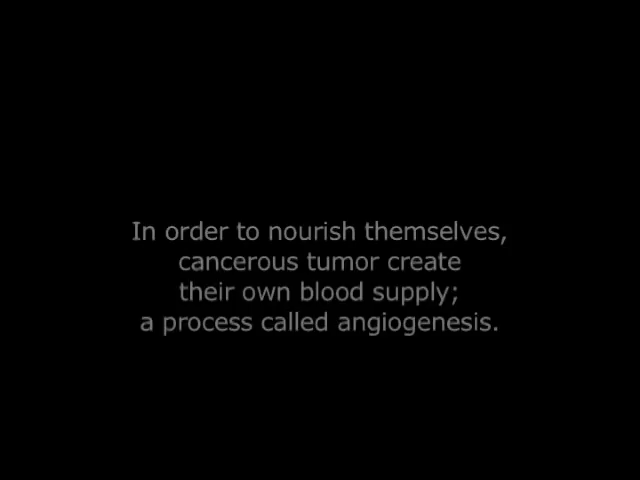 In order to nourish themselves,
cancerous tumor create
their own blood supply;
a process called angiogenesis.